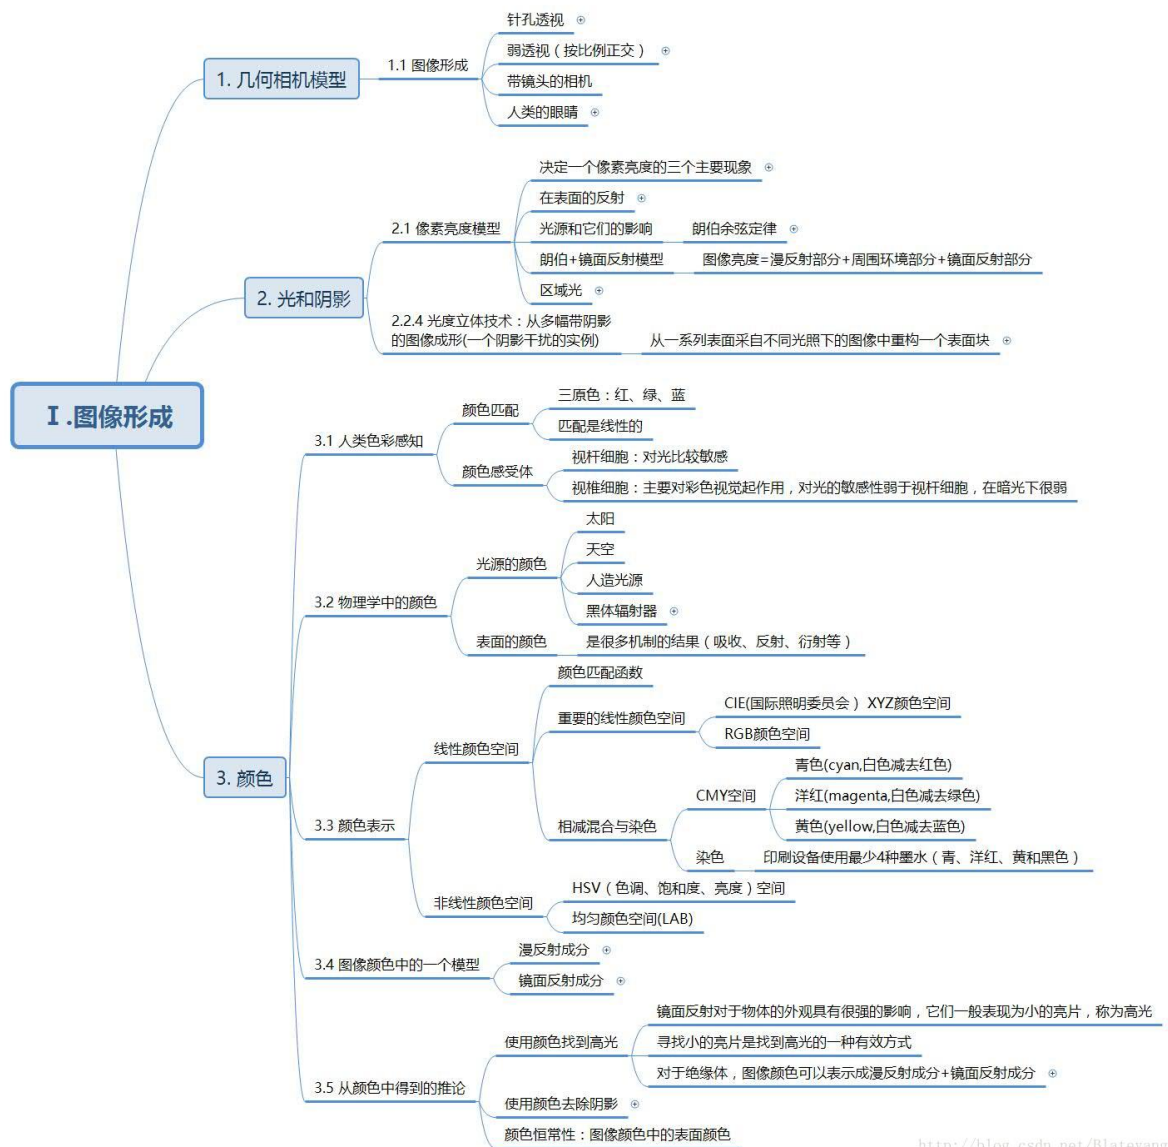 I.图像形成
1. 几何相机模型
1.1 图像形成
针孔透视
弱透视（按比例正交）
带镜头的相机
人类的眼睛
2. 光和阴影
2.1 像素亮度模型
决定一个像素亮度的三个主要现象
在表面的反射
光源和它们的影响
朗伯余弦定律
朗伯+镜面反射模型
图像亮度=漫反射部分+周围环境部分+镜面反射部分
区域光
2.2.4 光度立体技术：从多幅带阴影
的图像成形(一个阴影干扰的实例)
从一系列表面采自不同光照下的图像中重构一个表面块
3. 颜色
3.1 人类色彩感知
颜色匹配
三原色：红、绿、蓝
匹配是线性的
颜色感受体
视杆细胞：对光比较敏感
视椎细胞：主要对彩色视觉起作用，对光的敏感性弱于视杆细胞，在暗光下很弱
3.2 物理学中的颜色
光源的颜色
太阳
天空
人造光源
黑体辐射器
表面的颜色
是很多机制的结果（吸收、反射、衍射等）
3.3 颜色表示
线性颜色空间
颜色匹配函数
重要的线性颜色空间
CIE(国际照明委员会） XYZ颜色空间
RGB颜色空间
相减混合与染色
CMY空间
青色(cyan,白色减去红色)
洋红(magenta,白色减去绿色)
黄色(yellow,白色减去蓝色)
染色
印刷设备使用最少4种墨水（青、洋红、黄和黑色）
非线性颜色空间
HSV（色调、饱和度、亮度）空间
均匀颜色空间(LAB)
3.4 图像颜色中的一个模型
漫反射成分
镜面反射成分
3.5 从颜色中得到的推论
使用颜色找到高光
镜面反射对于物体的外观具有很强的影响，它们一般表现为小的亮片，称为高光
寻找小的亮片是找到高光的一种有效方式
对于绝缘体，图像颜色可以表示成漫反射成分+镜面反射成分
使用颜色去除阴影
颜色恒常性：图像颜色中的表面颜色
http://blog.csdn.net/Blateyang